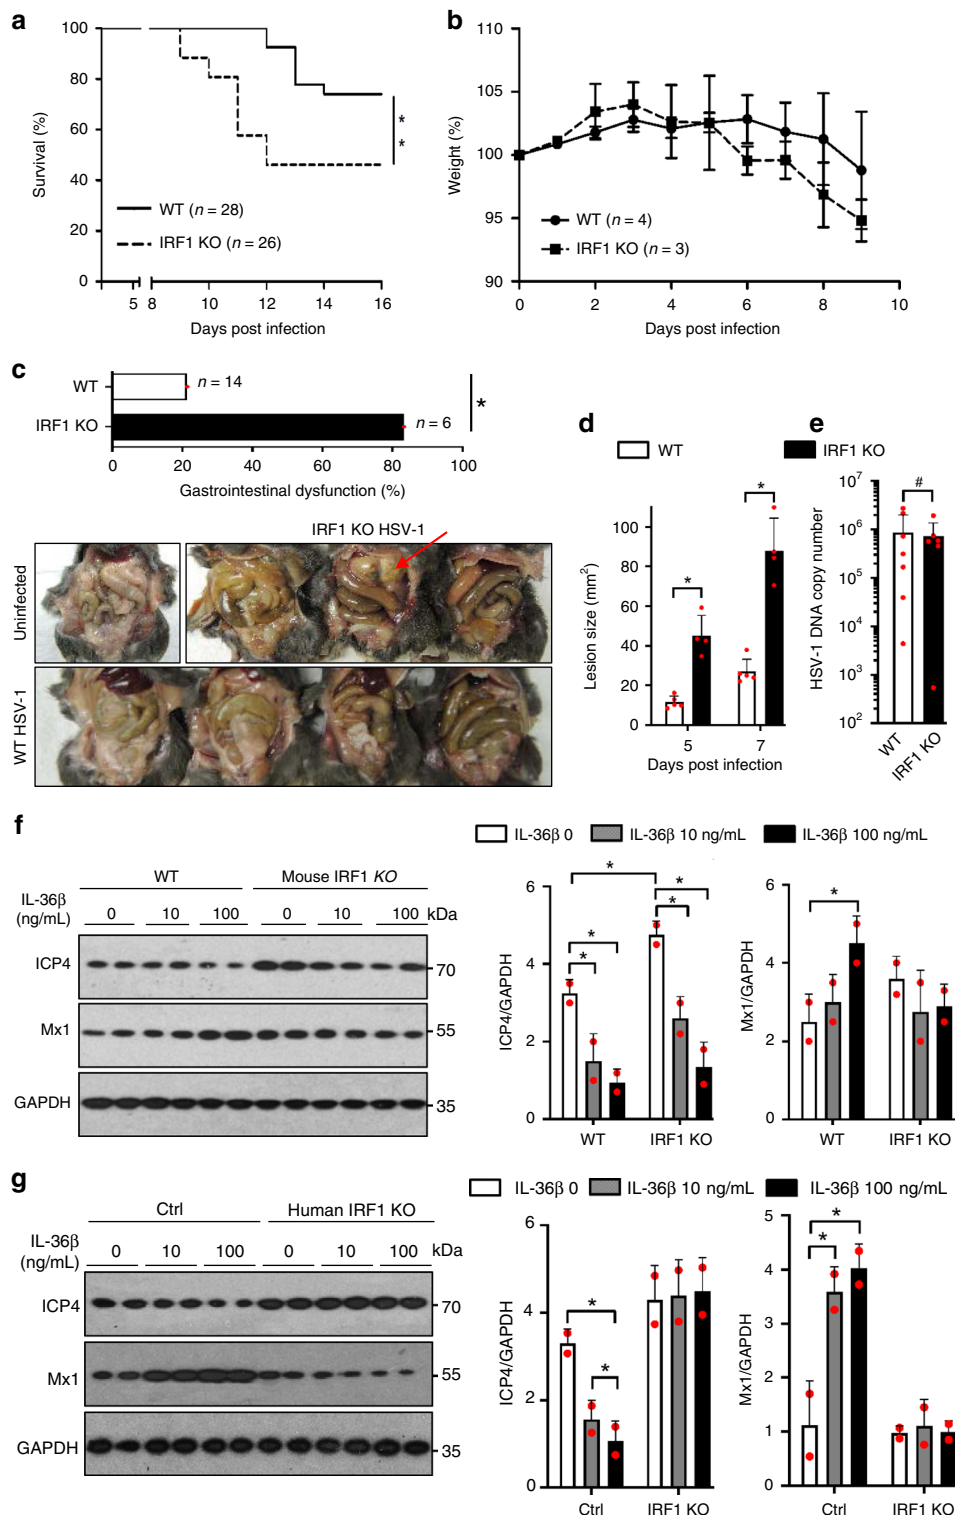 a
100
80
60
40
20
0
Survival (%)
WT (n = 28)
IRF1 KO (n = 26)
**
5 8 10 12 14 16
Days post infection
b
110
105
100
95
90
Weight (%)
WT (n = 4)
IRF1 KO (n = 3)
0 2 4 6 8 10
Days post infection
c
WT
n = 14
IRF1 KO
n = 6
*
0 20 40 60 80 100
Gastrointestinal dysfunction (%)
IRF1 KO HSV-1
Uninfected
WT HSV-1
d
WT
IRF1 KO
100
80
60
40
20
0
Lesion size (mm²)
*
*
5 7
Days post infection
e
10⁷
10⁶
10⁵
10⁴
10³
10²
HSV-1 DNA copy number
#
WT
IRF1 KO
f
WT Mouse IRF1 KO
IL-36β
(ng/mL)
0 10 100 0 10 100 kDa
ICP4
70
Mx1
55
GAPDH
35
IL-36β 0 IL-36β 10 ng/mL IL-36β 100 ng/mL
6
4
2
0
ICP4/GAPDH
*
*
*
*
*
WT IRF1 KO
6
4
2
0
Mx1/GAPDH
*
WT IRF1 KO
g
Ctrl Human IRF1 KO
IL-36β
(ng/mL)
0 10 100 0 10 100 kDa
ICP4
70
Mx1
55
GAPDH
35
IL-36β 0 IL-36β 10 ng/mL IL-36β 100 ng/mL
6
4
2
0
ICP4/GAPDH
*
*
Ctrl IRF1 KO
5
4
3
2
1
0
Mx1/GAPDH
*
*
Ctrl IRF1 KO